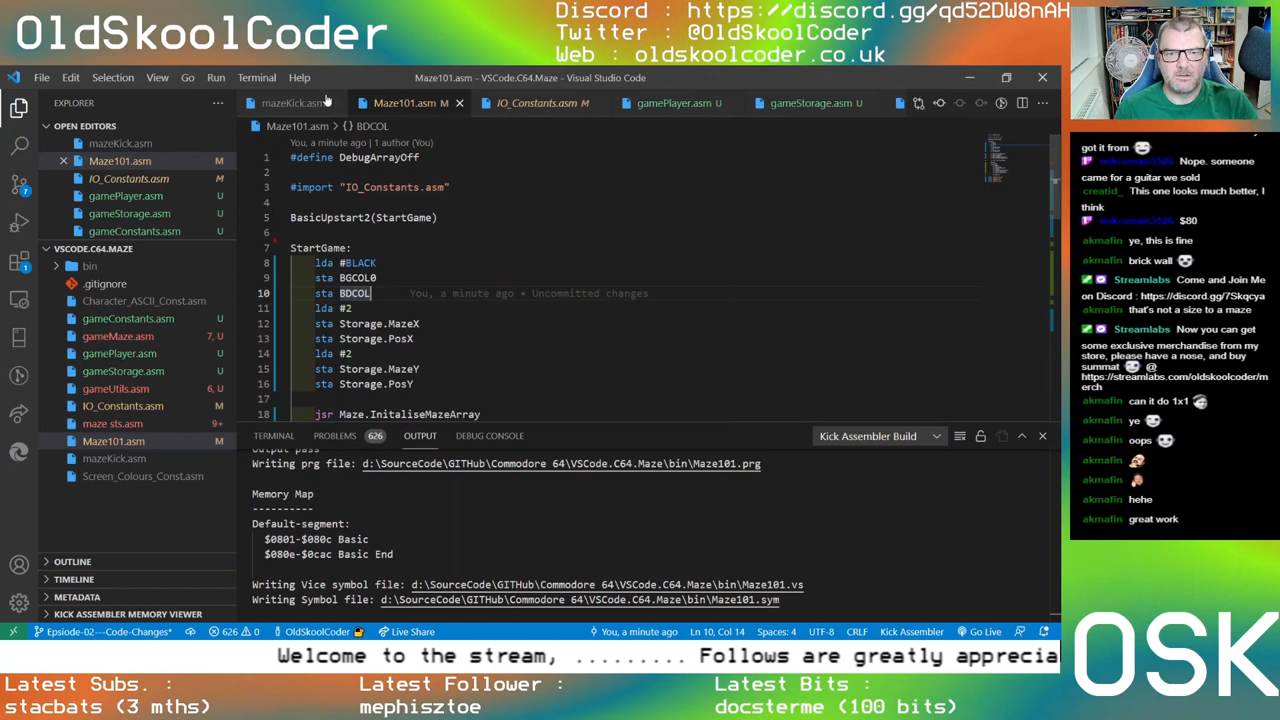 OldSkoolCoder
Discord : https://discord.gg/qd52DW8nAH
Twitter : @OldSkoolCoder
Web : oldskoolcoder.co.uk
File Edit Selection View Go Run Terminal Help
Maze101.asm - VSCode.C64.Maze - Visual Studio Code
EXPLORER
OPEN EDITORS
mazeKick.asm
Maze101.asm M
IO_Constants.asm M
gamePlayer.asm U
gameStorage.asm U
gameConstants.asm U
VSCODE.C64.MAZE
bin
.gitignore
Character_ASCII_Const.asm
gameConstants.asm U
gameMaze.asm 7, U
gamePlayer.asm U
gameStorage.asm U
gameUtils.asm 6, U
IO_Constants.asm M
maze sts.asm 9+
Maze101.asm M
mazeKick.asm
Screen_Colours_Const.asm
OUTLINE
TIMELINE
METADATA
KICK ASSEMBLER MEMORY VIEWER
7
1
mazeKick.asm Maze101.asm M IO_Constants.asm M gamePlayer.asm U gameStorage.asm U
Maze101.asm > {} BDCOL
You, a minute ago | 1 author (You)
1 #define DebugArrayOff
2
3 #import "IO_Constants.asm"
4
5 BasicUpstart2(StartGame)
6
7 StartGame:
8 lda #BLACK
9 sta BGCOL0
10 sta BDCOL You, a minute ago • Uncommitted changes
11 lda #2
12 sta Storage.MazeX
13 sta Storage.PosX
14 lda #2
15 sta Storage.MazeY
16 sta Storage.PosY
17
18 jsr Maze.InitaliseMazeArray
TERMINAL PROBLEMS 626 OUTPUT DEBUG CONSOLE
Kick Assembler Build
Output pass
Writing prg file: d:\SourceCode\GITHub\Commodore 64\VSCode.C64.Maze\bin\Maze101.prg
Memory Map
----------
Default-segment:
$0801-$080c Basic
$080e-$0cac Basic End
Writing Vice symbol file: d:\SourceCode\GITHub\Commodore 64\VSCode.C64.Maze\bin\Maze101.vs
Writing Symbol file: d:\SourceCode\GITHub\Commodore 64\VSCode.C64.Maze\bin\Maze101.sym
Epsiode-02---Code-Changes* 626 0 OldSkoolCoder Live Share You, a minute ago Ln 10, Col 14 Spaces: 4 UTF-8 CRLF Kick Assembler Go Live
got it from
Nope. someone
came for a guitar we sold
creatid_ This one looks much better, I
think
$80
akmafin ye, this is fine
akmafin brick wall
Streamlabs Come and Join me
on Discord : https://discord.gg/7Skqcya
akmafin that's not a size to a maze
Streamlabs Now you can get
some exclusive merchandise from my
store, please have a nose, and buy
summat @
https://streamlabs.com/oldskoolcoder/m
erch
akmafin can it do 1x1
akmafin ye
akmafin oops
akmafin
akmafin
akmafin hehe
akmafin great work
OSK
Welcome to the stream, ......... Follows are greatly apprecia
Latest Subs. :
stacbats (3 mths)
Latest Follower :
mephisztoe
Latest Bits :
docsterme (100 bits)